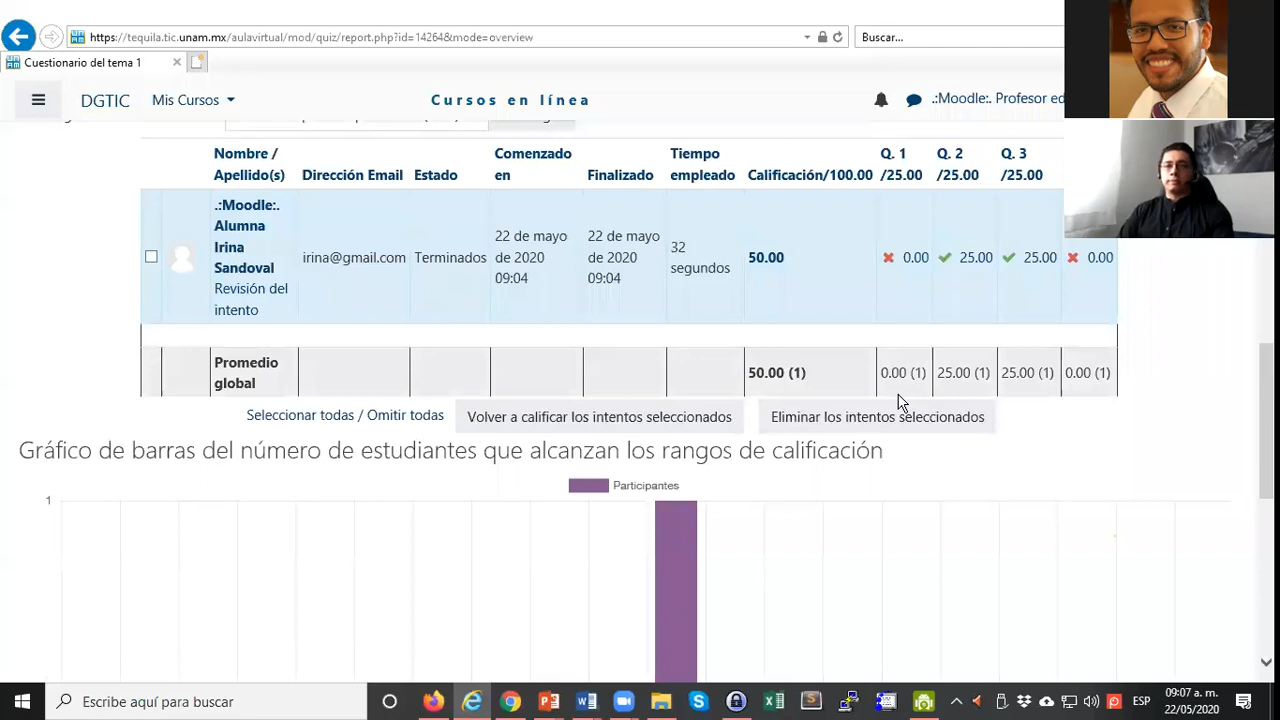 https://tequila.tic.unam.mx/aulavirtual/mod/quiz/report.php?id=14264&mode=overview
Buscar...
Cuestionario del tema 1
DGTIC
Mis Cursos
Cursos en línea
.:Moodle:. Profesor ed
Nombre /
Apellido(s)
Dirección Email
Estado
Comenzado
en
Finalizado
Tiempo
empleado
Calificación/100.00
Q. 1
/25.00
Q. 2
/25.00
Q. 3
/25.00
.:Moodle:.
Alumna
Irina
Sandoval
Revisión del
intento
irina@gmail.com
Terminados
22 de mayo
de 2020
09:04
22 de mayo
de 2020
09:04
32
segundos
50.00
0.00
25.00
25.00
0.00
Promedio
global
50.00 (1)
0.00 (1)
25.00 (1)
25.00 (1)
0.00 (1)
Seleccionar todas / Omitir todas
Volver a calificar los intentos seleccionados
Eliminar los intentos seleccionados
Gráfico de barras del número de estudiantes que alcanzan los rangos de calificación
Participantes
1
Escribe aquí para buscar
ESP
09:07 a. m.
22/05/2020